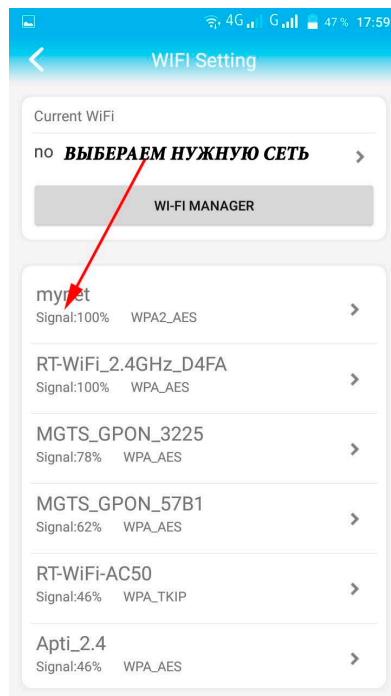 4G G 47 % 17:59
WIFI Setting
Current WiFi
no ВЫБЕРАЕМ НУЖНУЮ СЕТЬ
WI-FI MANAGER
mynet
Signal:100% WPA2_AES
RT-WiFi_2.4GHz_D4FA
Signal:100% WPA_AES
MGTS_GPON_3225
Signal:78% WPA_AES
MGTS_GPON_57B1
Signal:62% WPA_AES
RT-WiFi-AC50
Signal:46% WPA_TKIP
Apti_2.4
Signal:46% WPA_AES